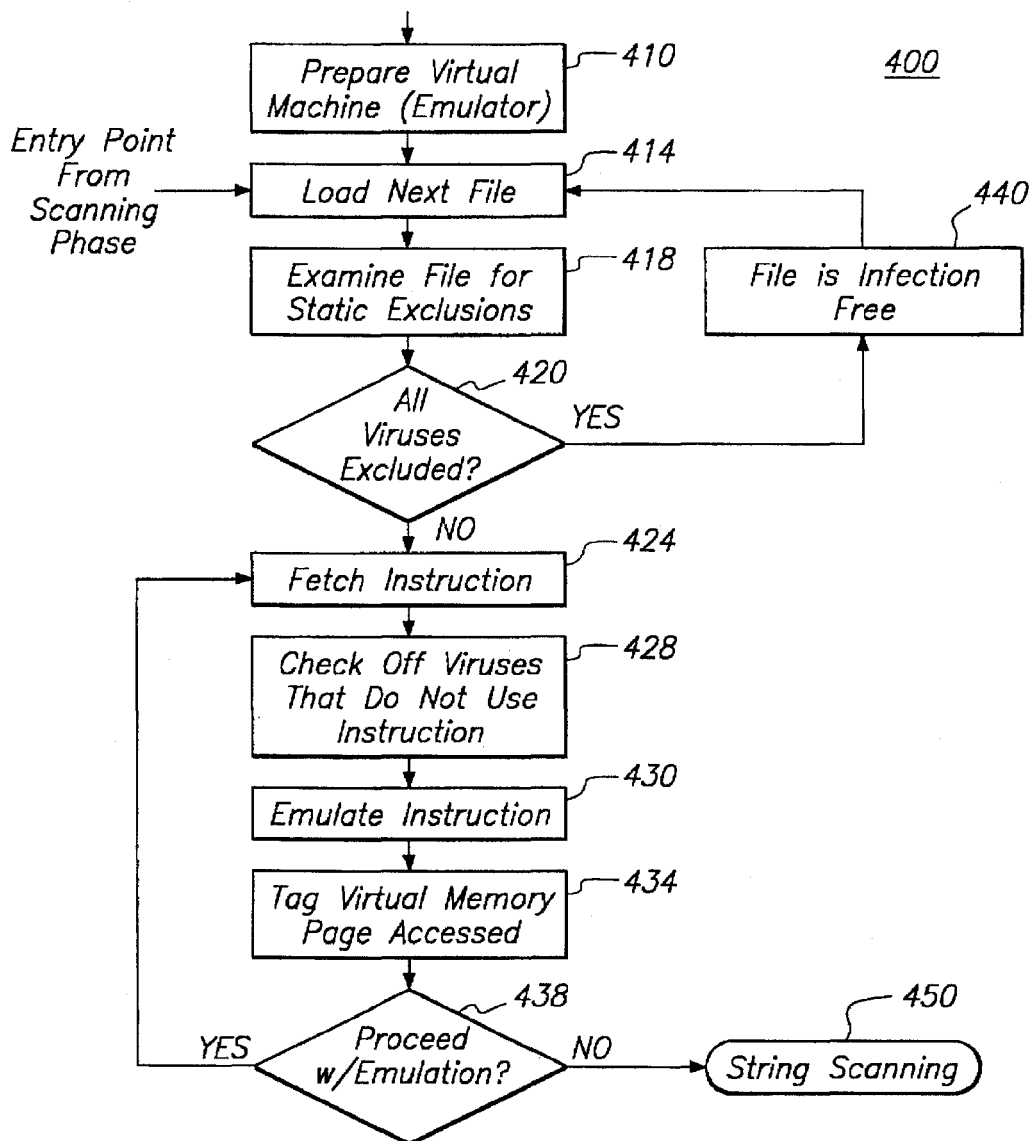 410
Prepare Virtual
Machine (Emulator)
400
Entry Point
From
Scanning
Phase
414
Load Next File
440
418
Examine File for
Static Exclusions
File is Infection
Free
420
All
Viruses
Excluded?
YES
NO
424
Fetch Instruction
428
Check Off Viruses
That Do Not Use
Instruction
430
Emulate Instruction
434
Tag Virtual Memory
Page Accessed
438
YES
Proceed
w/Emulation?
NO
450
String Scanning